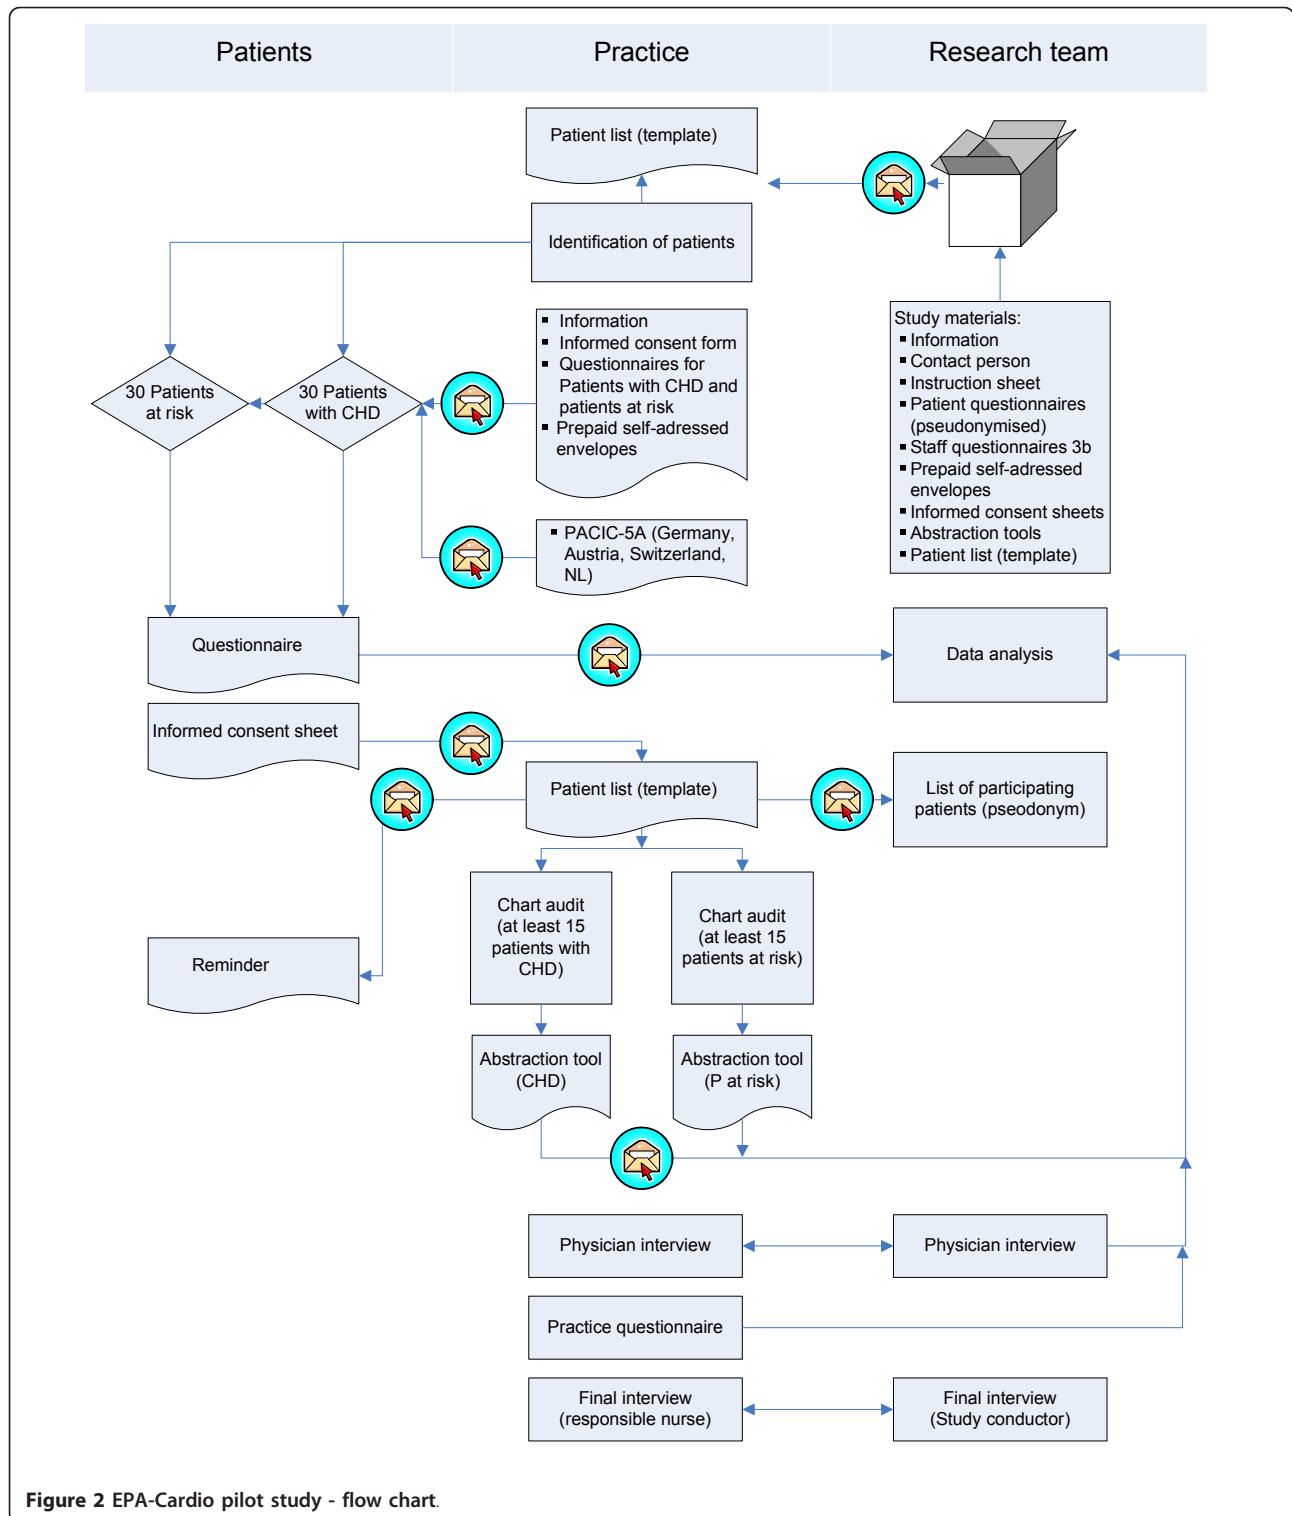 Patients
Practice
Research team
Patient list (template)
Identification of patients
30 Patients
at risk
30 Patients
with CHD
▪ Information
▪ Informed consent form
▪ Questionnaires for
Patients with CHD and
patients at risk
▪ Prepaid self-adressed
envelopes
Study materials:
▪ Information
▪ Contact person
▪ Instruction sheet
▪ Patient questionnaires
(pseudonymised)
▪ Staff questionnaires 3b
▪ Prepaid self-adressed
envelopes
▪ Informed consent sheets
▪ Abstraction tools
▪ Patient list (template)
▪ PACIC-5A (Germany,
Austria, Switzerland,
NL)
Questionnaire
Data analysis
Informed consent sheet
Patient list (template)
List of participating
patients (pseodonym)
Chart audit
(at least 15
patients with
CHD)
Chart audit
(at least 15
patients at risk)
Reminder
Abstraction tool
(CHD)
Abstraction tool
(P at risk)
Physician interview
Physician interview
Practice questionnaire
Final interview
(responsible nurse)
Final interview
(Study conductor)
Figure 2 EPA-Cardio pilot study - flow chart.